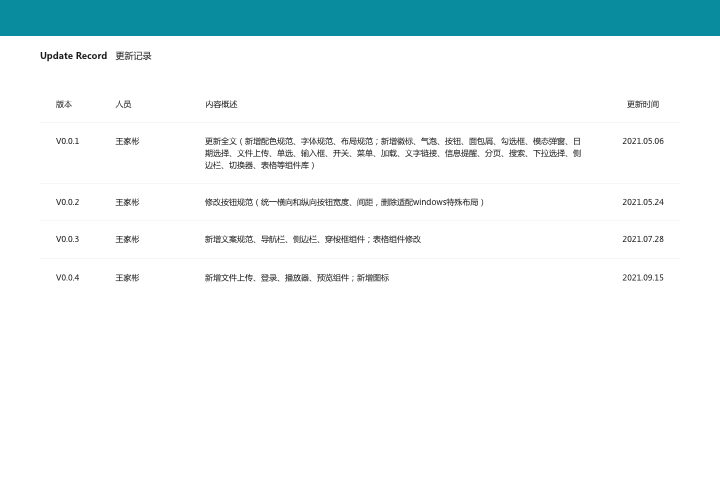 Update Record 更新记录
版本 人员 内容概述 更新时间
V0.0.1 王家彬 更新全文（新增配色规范、字体规范、布局规范；新增徽标、气泡、按钮、面包屑、勾选框、模态弹窗、日 2021.05.06
期选择、文件上传、单选、输入框、开关、菜单、加载、文字链接、信息提醒、分页、搜索、下拉选择、侧
边栏、切换器、表格等组件库）
V0.0.2 王家彬 修改按钮规范（统一横向和纵向按钮宽度、间距，删除适配windows特殊布局） 2021.05.24
V0.0.3 王家彬 新增文案规范、导航栏、侧边栏、穿梭框组件；表格组件修改 2021.07.28
V0.0.4 王家彬 新增文件上传、登录、播放器、预览组件；新增图标 2021.09.15